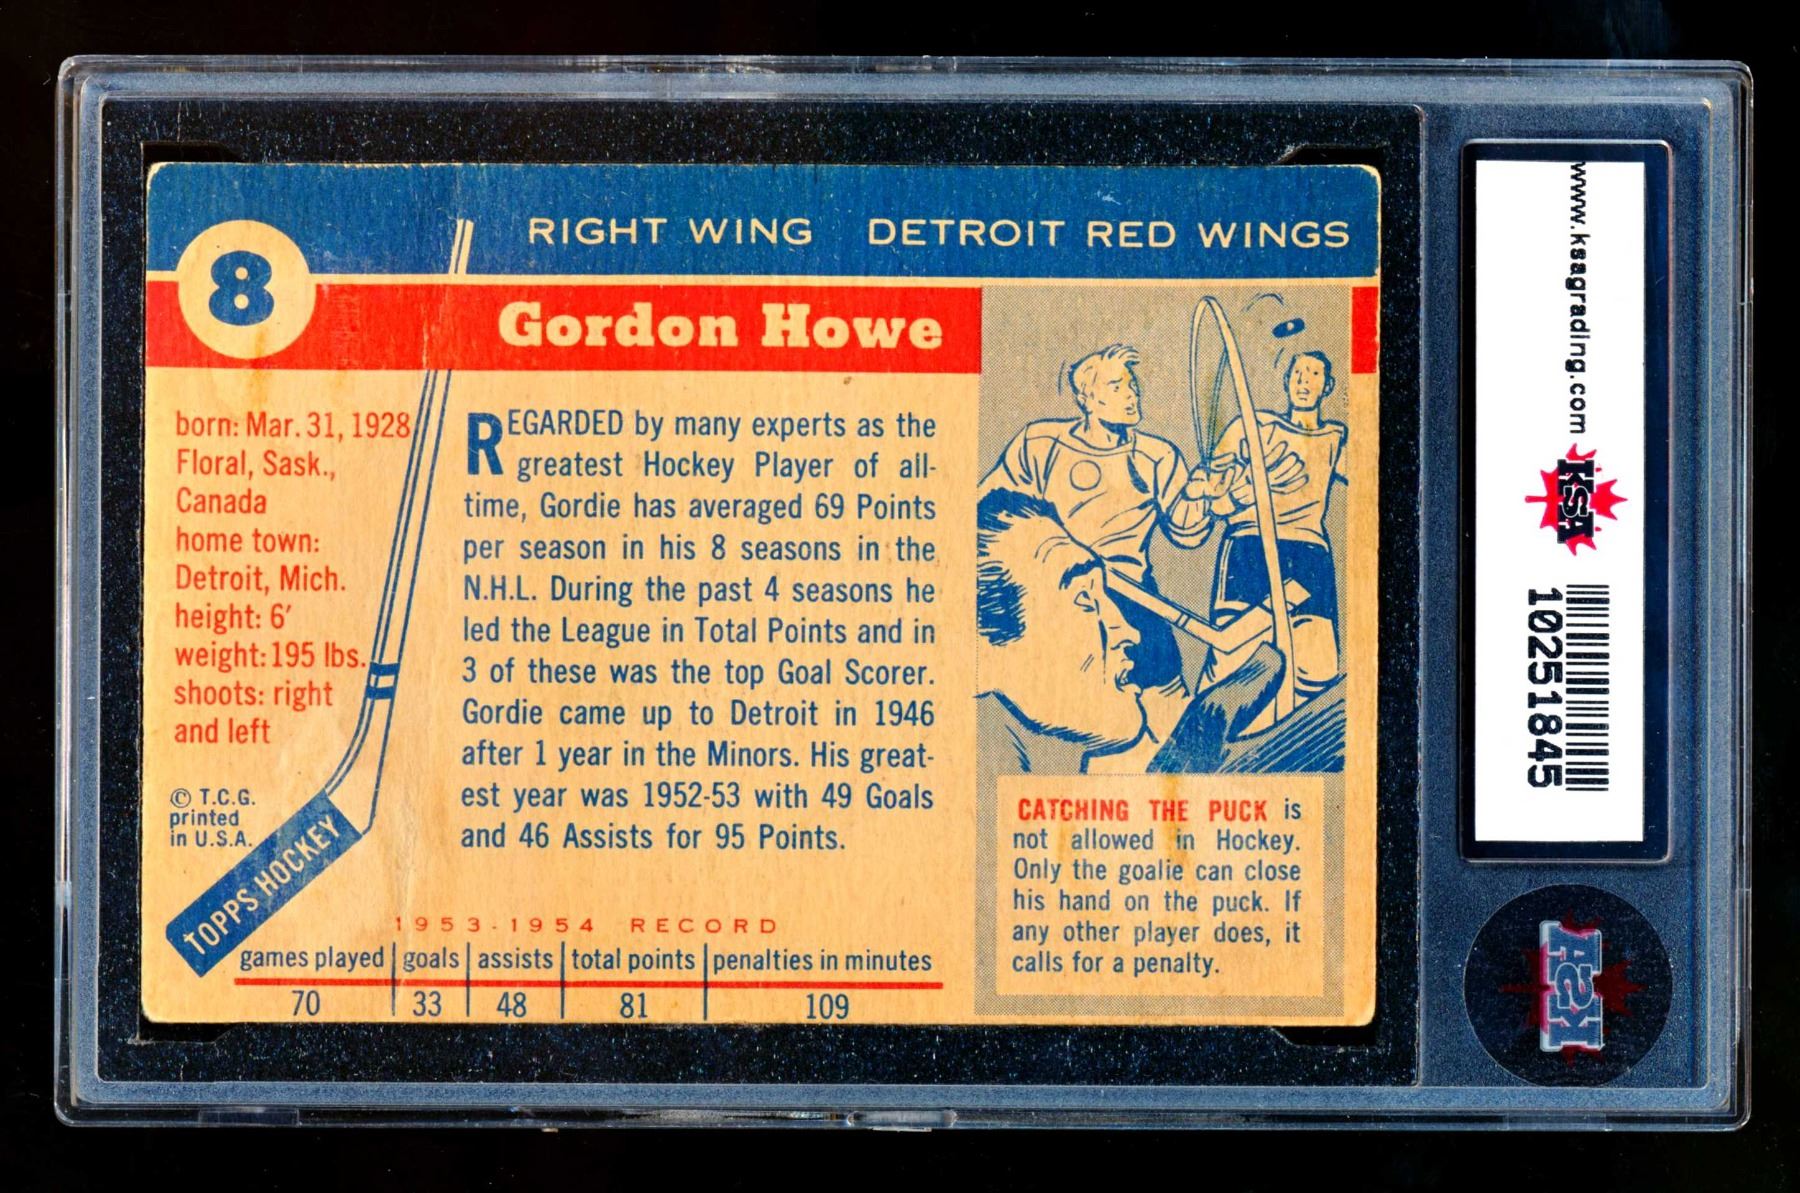 8
RIGHT WING DETROIT RED WINGS
Gordon Howe
born: Mar. 31, 1928
Floral, Sask.,
Canada
home town:
Detroit, Mich.
height: 6′
weight: 195 lbs.
shoots: right
and left
© T.C.G.
printed
in U.S.A.
TOPPS HOCKEY
REGARDED by many experts as the
greatest Hockey Player of all-
time, Gordie has averaged 69 Points
per season in his 8 seasons in the
N.H.L. During the past 4 seasons he
led the League in Total Points and in
3 of these was the top Goal Scorer.
Gordie came up to Detroit in 1946
after 1 year in the Minors. His great-
est year was 1952-53 with 49 Goals
and 46 Assists for 95 Points.
1953-1954 RECORD
games played goals assists total points penalties in minutes
70 33 48 81 109
CATCHING THE PUCK is
not allowed in Hockey.
Only the goalie can close
his hand on the puck. If
any other player does, it
calls for a penalty.
www.ksagrading.com
KSA
10251845
KSA